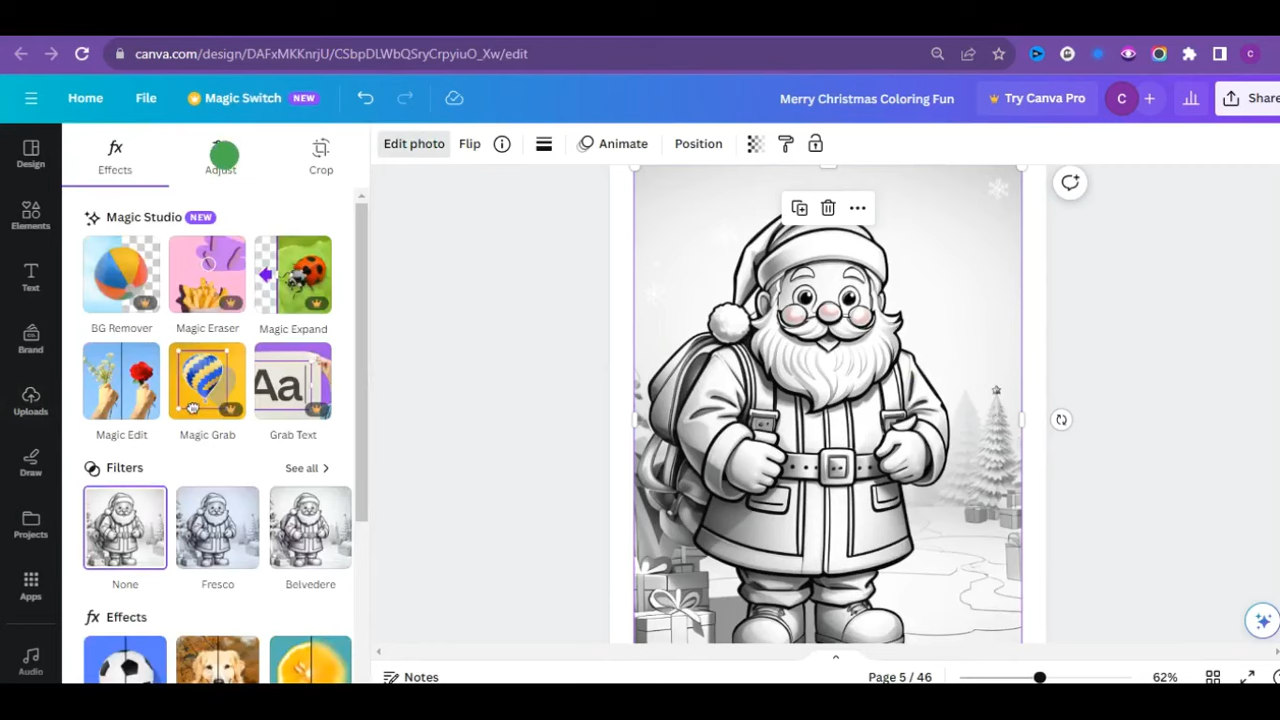 canva.com/design/DAFxMKKnrjU/CSbpDLWbQSryCrpyiuO_Xw/edit
C
Home File Magic Switch NEW Merry Christmas Coloring Fun Try Canva Pro C Share
Design
Elements
Text
Brand
Uploads
Draw
Projects
Apps
Audio
fx
Effects Adjust Crop
Edit photo Flip Animate Position
Magic Studio NEW
BG Remover Magic Eraser Magic Expand
Aa
Magic Edit Magic Grab Grab Text
Filters See all
None Fresco Belvedere
fx Effects
Notes Page 5 / 46 62%